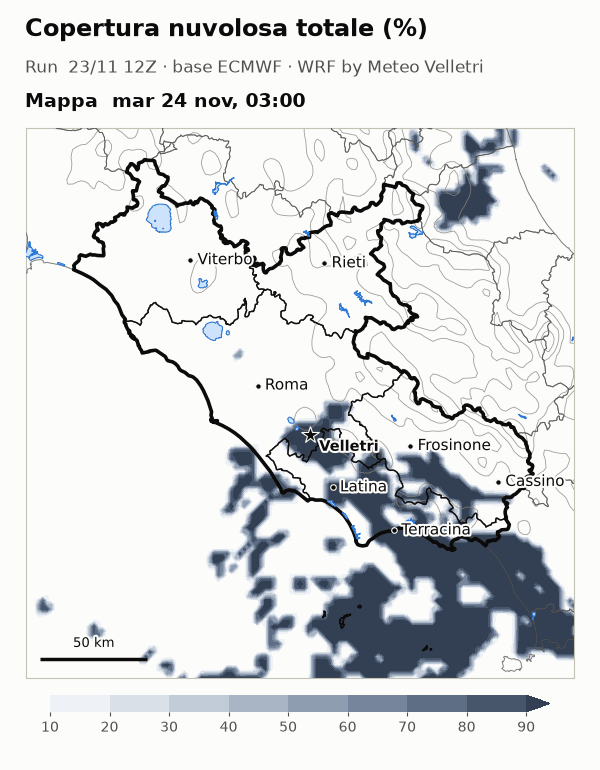 Copertura nuvolosa totale (%)
Run  23/11 12Z · base ECMWF · WRF by Meteo Velletri
Mappa  mar 24 nov, 03:00
Viterbo
Rieti
Roma
Velletri
Frosinone
Latina
Cassino
Terracina
50 km
10 20 30 40 50 60 70 80 90